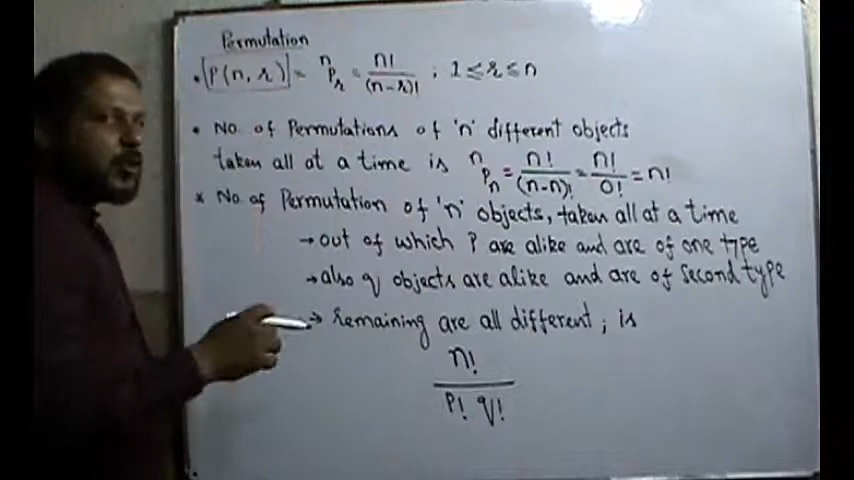 Permutation
• P(n, r) = ⁿPᵣ = n!/(n-r)! ; 1 ≤ r ≤ n
• No. of Permutations of 'n' different objects
taken all at a time is ⁿPₙ = n!/(n-n)! = n!/0! = n!
* No. of Permutation of 'n' objects, taken all at a time
→ out of which P are alike and are of one type
→ also q objects are alike and are of second type
→ remaining are all different ; is
n!
P! q!